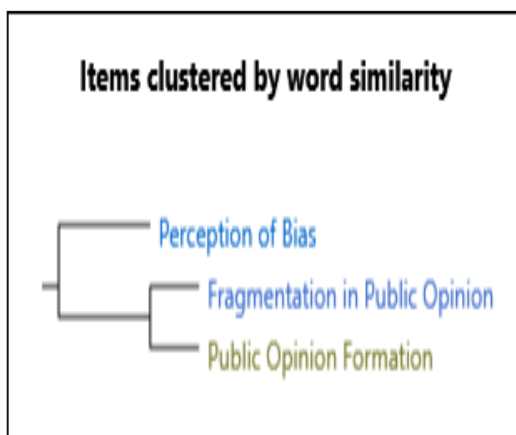 Items clustered by word similarity
Perception of Bias
Fragmentation in Public Opinion
Public Opinion Formation